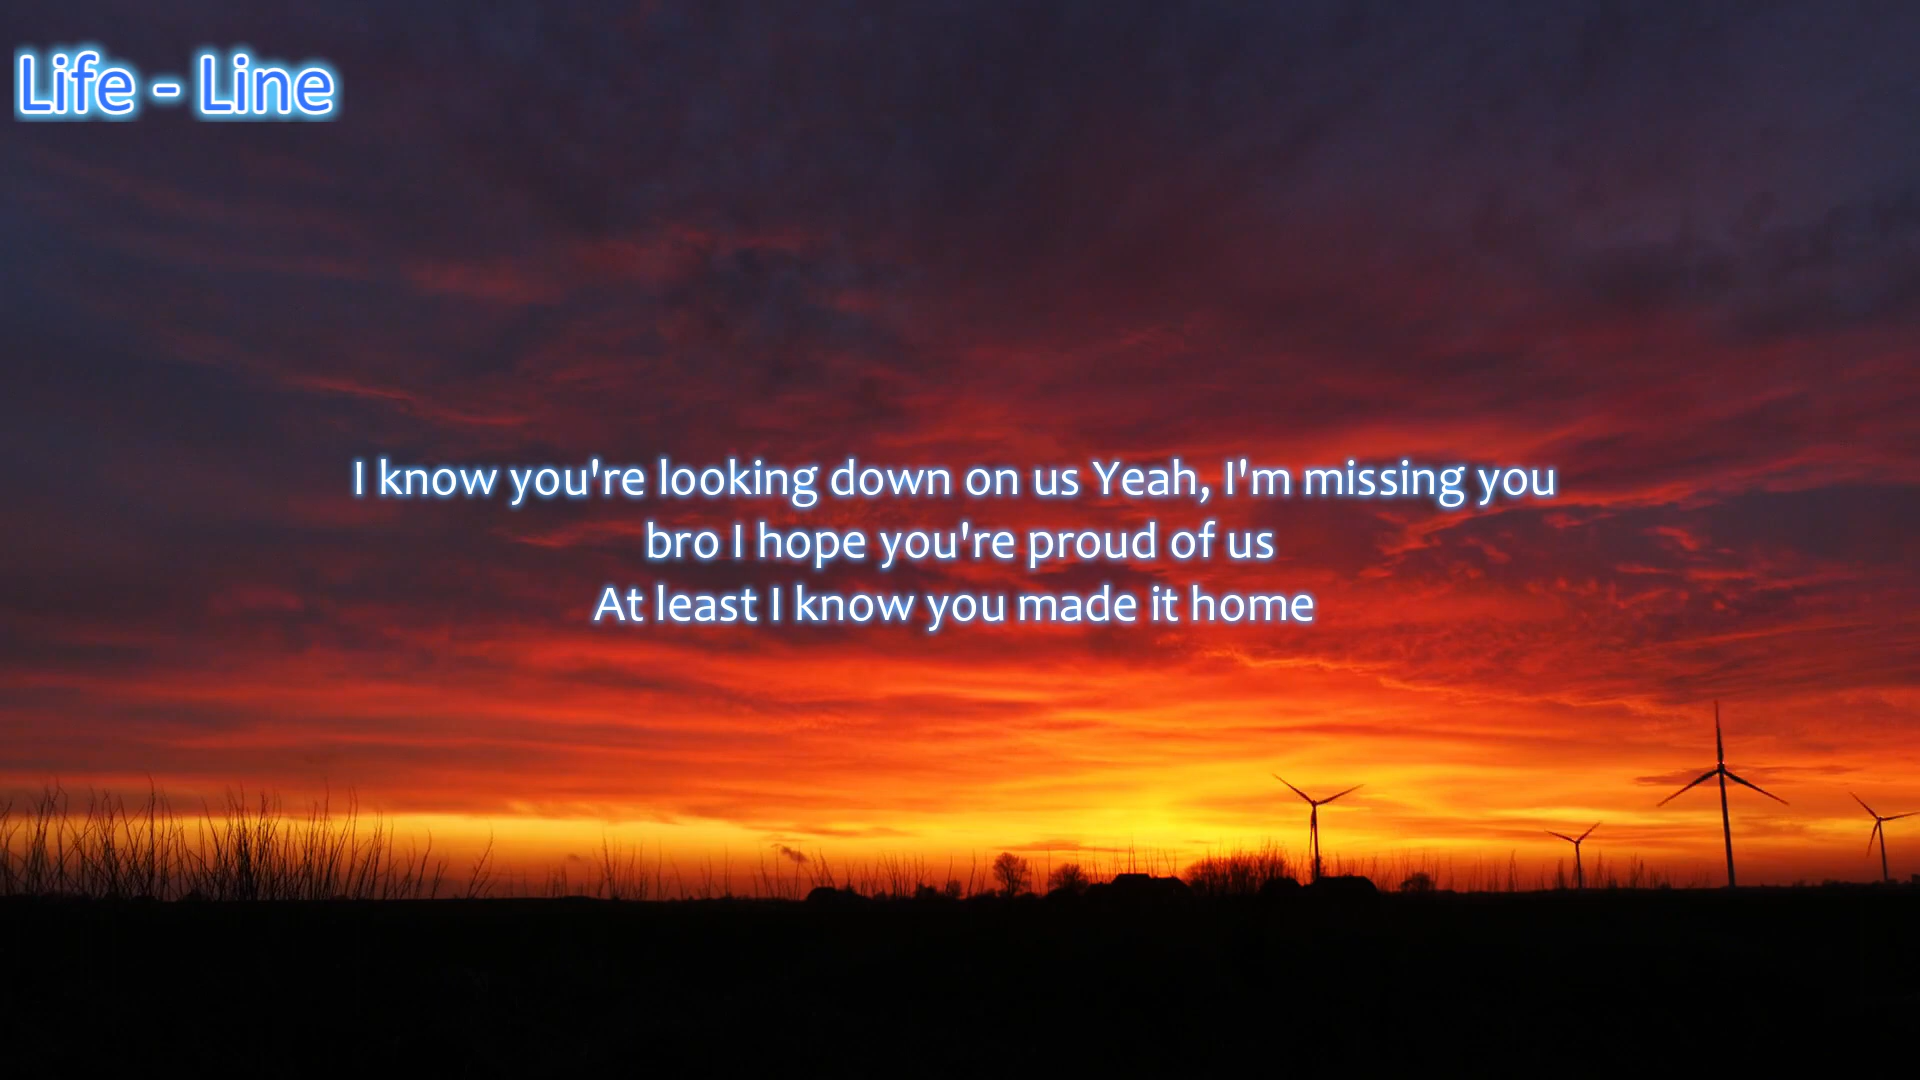 Life - Line
I know you're looking down on us Yeah, I'm missing you
bro I hope you're proud of us
At least I know you made it home